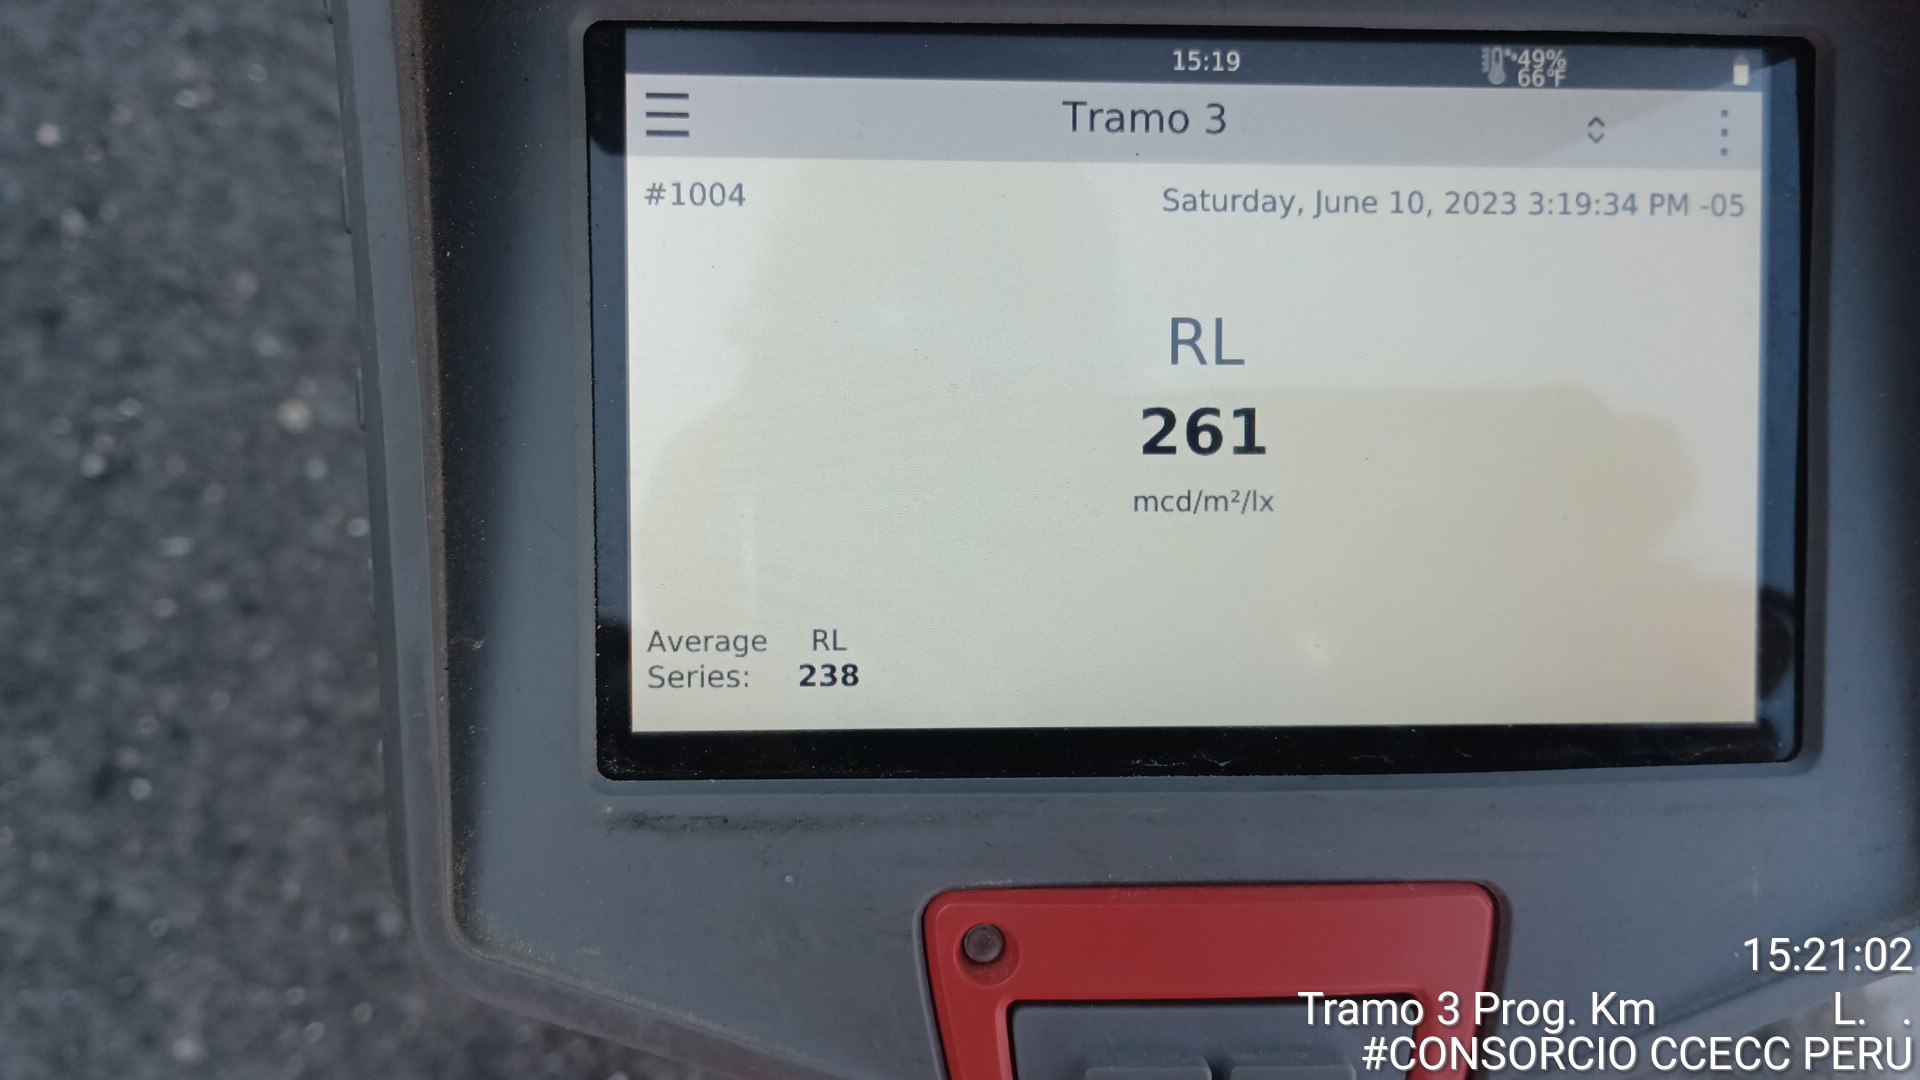 15:19
49%
66°F
Tramo 3
#1004
Saturday, June 10, 2023 3:19:34 PM -05
RL
261
mcd/m²/lx
Average RL
Series: 238
15:21:02
Tramo 3 Prog. Km L. .
#CONSORCIO CCECC PERU